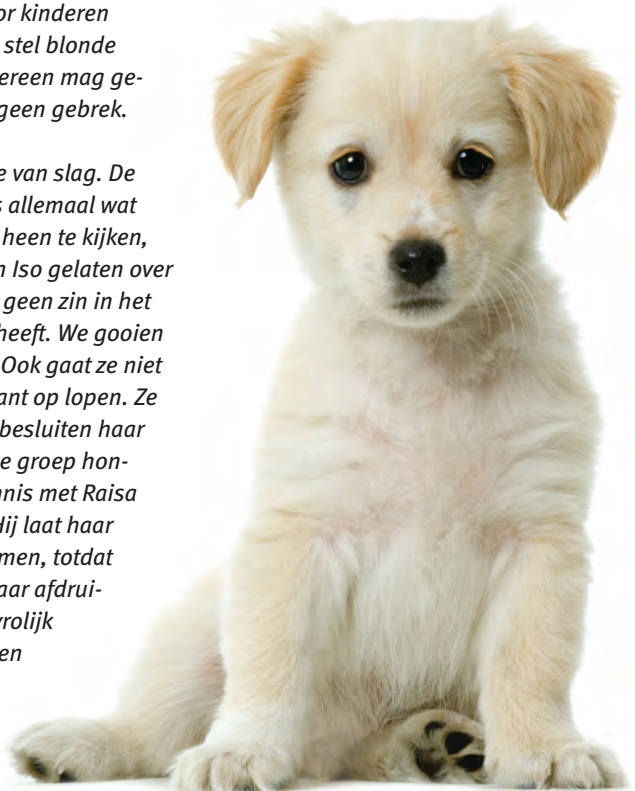 or kinderen
stel blonde
ereen mag ge-
geen gebrek.
e van slag. De
s allemaal wat
heen te kijken,
n Iso gelaten over
geen zin in het
heeft. We gooien
Ook gaat ze niet
ant op lopen. Ze
besluiten haar
e groep hon-
nis met Raisa
Hij laat haar
men, totdat
aar afdrui-
vrolijk
en